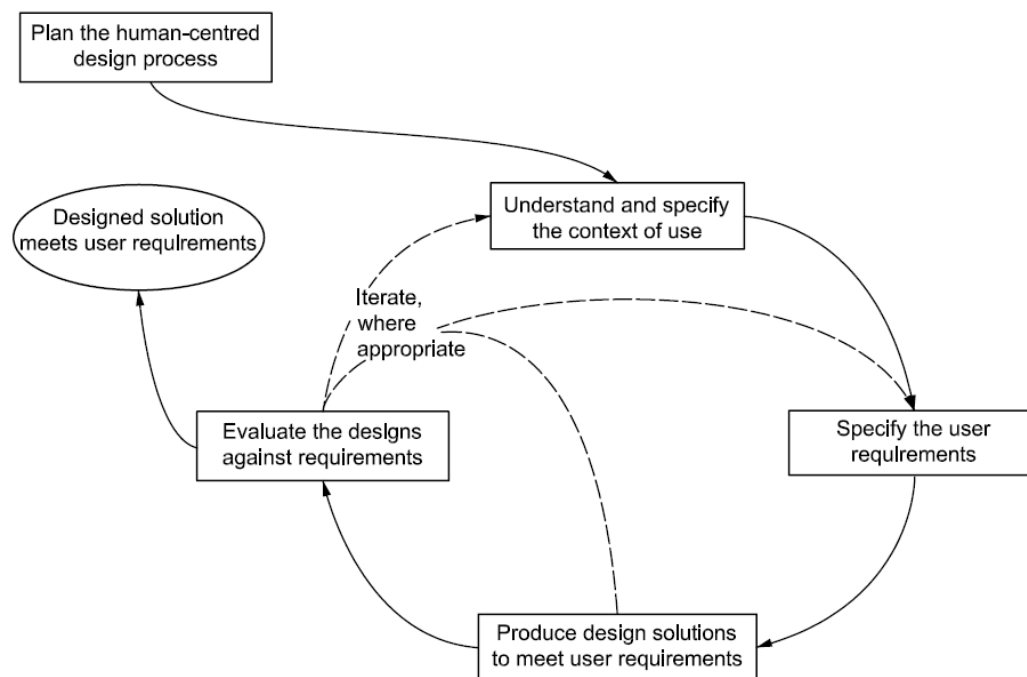 Plan the human-centred
design process
Understand and specify
the context of use
Designed solution
meets user requirements
Iterate,
where
appropriate
Evaluate the designs
against requirements
Specify the user
requirements
Produce design solutions
to meet user requirements